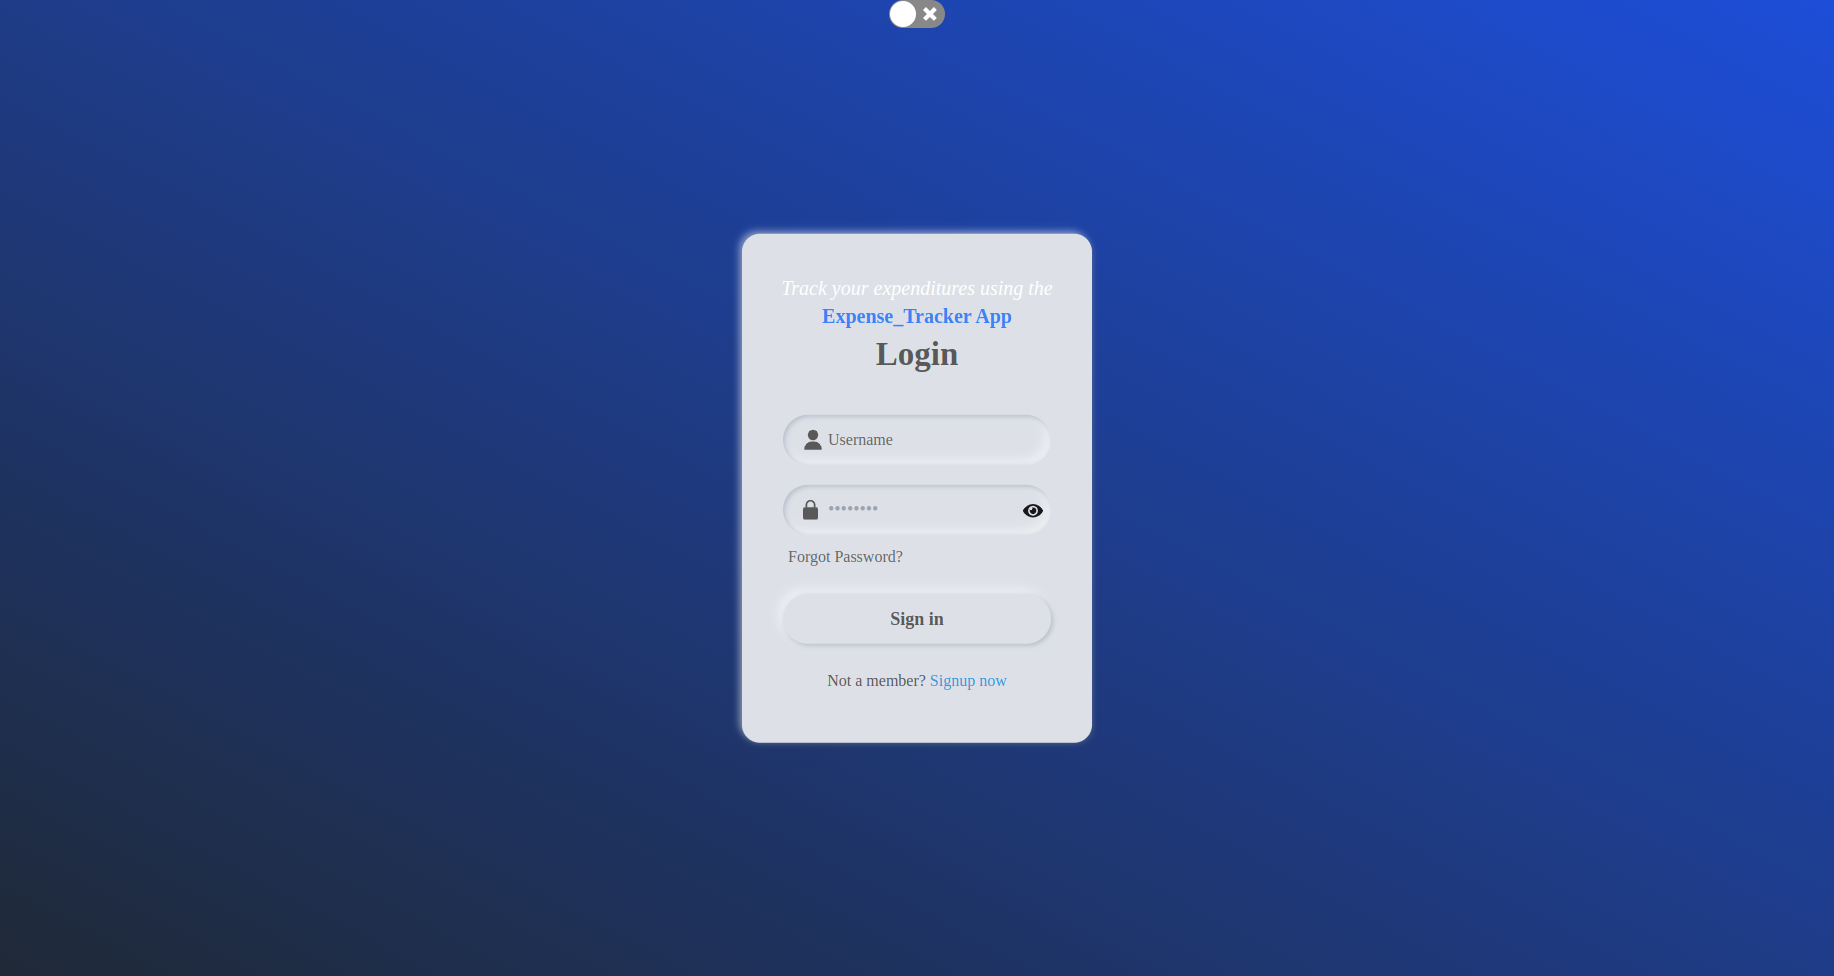 Track your expenditures using the
Expense_Tracker App
Login
Username
••••••••
Forgot Password?
Sign in
Not a member? Signup now